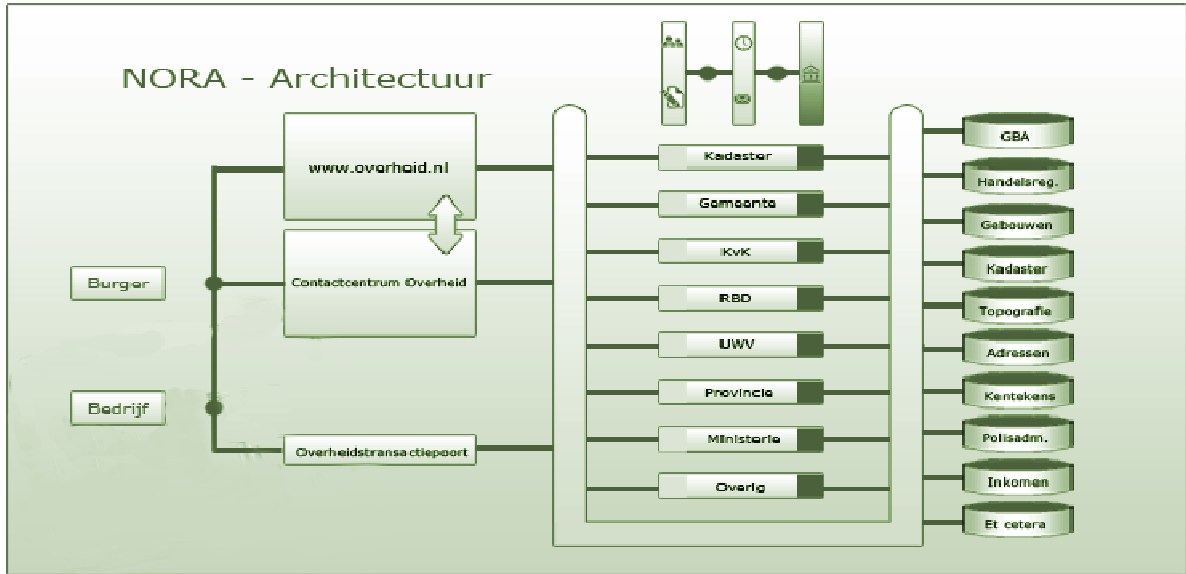 NORA - Architectuur
www.overheid.nl
Contactcentrum Overheid
Overheidstransactiepoort
Burger
Bedrijf
Kadaster
Gemeente
KvK
RBD
UWV
Provincie
Ministerie
Overig
GBA
Handelsreg.
Gebouwen
Kadaster
Topografie
Adressen
Kentekens
Polisadm.
Inkomen
Et cetera